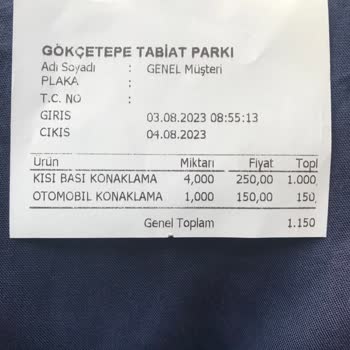 GÖKÇETEPE TABİAT PARKI
Adı Soyadı : GENEL Müşteri
PLAKA :
T.C. NO :
GIRIS 03.08.2023 08:55:13
CIKIS 04.08.2023
Ürün Miktarı Fiyat Topl
KISI BASI KONAKLAMA 4,000 250,00 1.000,
OTOMOBIL KONAKLAMA 1,000 150,00 150,
Genel Toplam 1.150